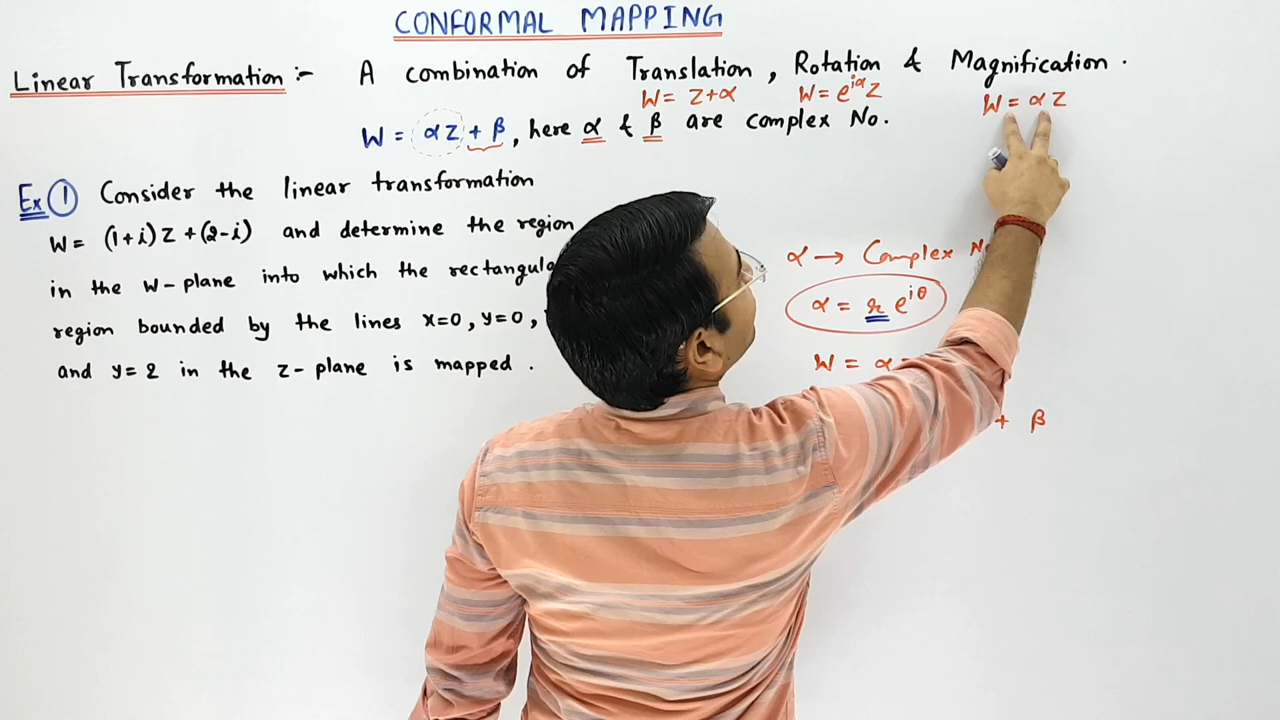 CONFORMAL MAPPING
Linear Transformation :- A combination of Translation, Rotation & Magnification.
W = Z+α W = e^{iα}Z W = αZ
W = αZ + β, here α & β are complex No.
Ex ① Consider the linear transformation
W = (1+i)Z + (2-i) and determine the region
in the W-plane into which the
region bounded by the lines x=0, y=0,
and y=2 in the z-plane is mapped.
α → Complex
α = r e^{iθ}
W = α
+ β